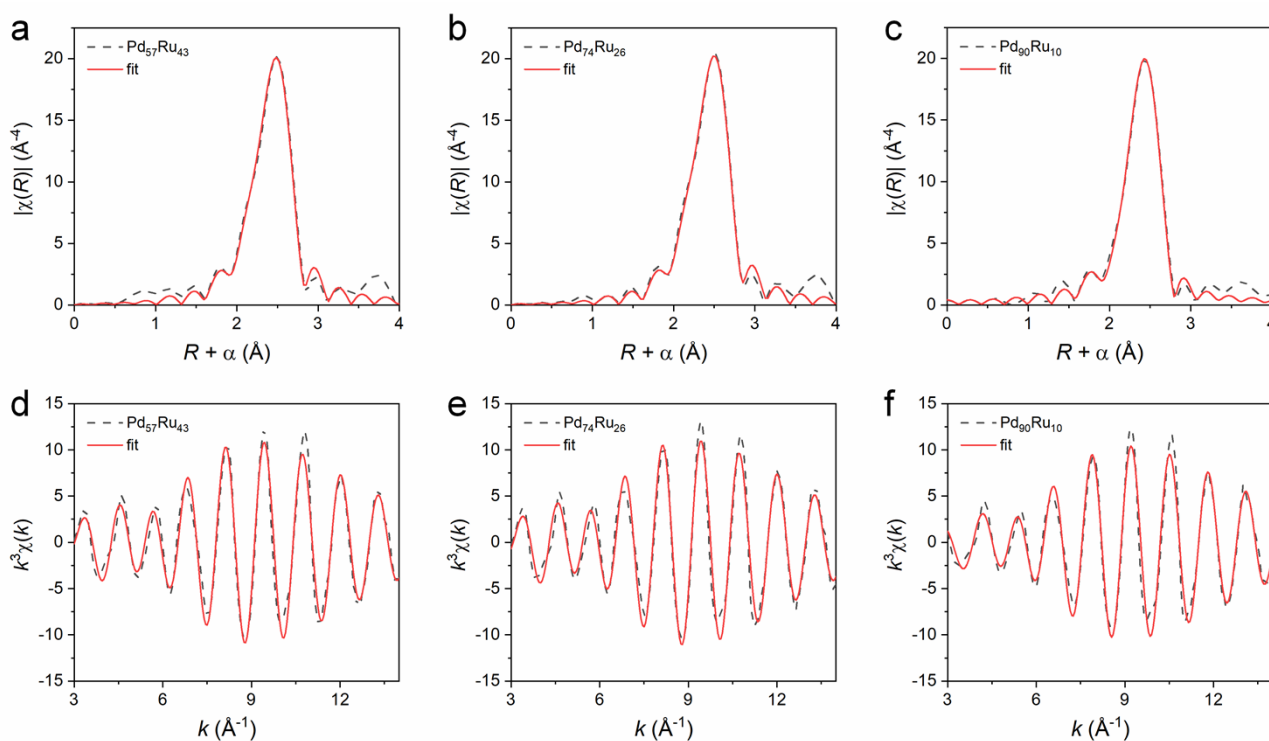 a
Pd₅₇Ru₄₃
fit
|χ(R)| (Å⁻⁴)
20
15
10
5
0
0 1 2 3 4
R + α (Å)
b
Pd₇₄Ru₂₆
fit
|χ(R)| (Å⁻⁴)
20
15
10
5
0
0 1 2 3 4
R + α (Å)
c
Pd₉₀Ru₁₀
fit
|χ(R)| (Å⁻⁴)
20
15
10
5
0
0 1 2 3 4
R + α (Å)
d
Pd₅₇Ru₄₃
fit
k³χ(k)
15
10
5
0
-5
-10
-15
3 6 9 12
k (Å⁻¹)
e
Pd₇₄Ru₂₆
fit
k³χ(k)
15
10
5
0
-5
-10
-15
3 6 9 12
k (Å⁻¹)
f
Pd₉₀Ru₁₀
fit
k³χ(k)
15
10
5
0
-5
-10
-15
3 6 9 12
k (Å⁻¹)